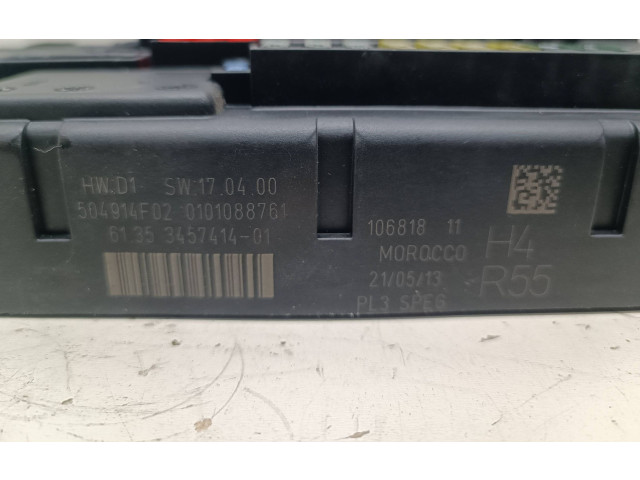 HW:D1 SW:17.04.00
504914F02 0101088761
61.35 3457414-01
106818 11
MOROCCO
21/05/13
PL3 SPEG
H4
R55